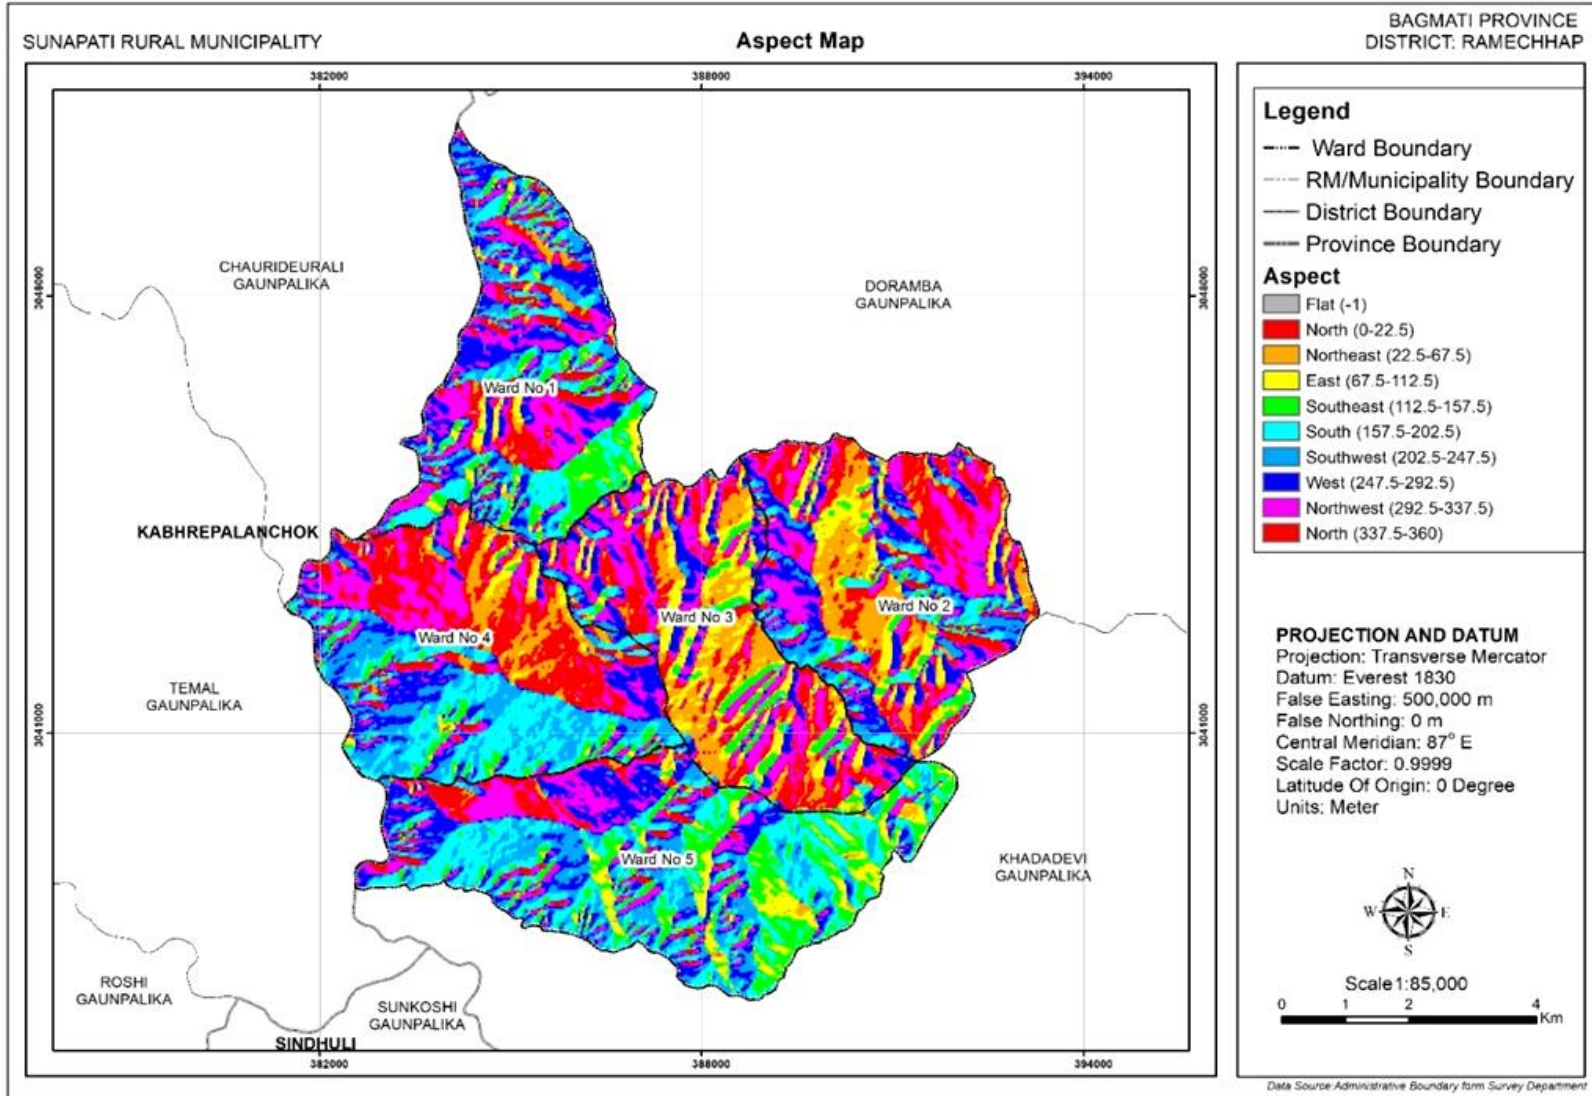 SUNAPATI RURAL MUNICIPALITY
Aspect Map
BAGMATI PROVINCE
DISTRICT: RAMECHHAP
382000
388000
394000
3048000
3048000
CHAURIDEURALI
GAUNPALIKA
DORAMBA
GAUNPALIKA
Ward No 1
KABHREPALANCHOK
Ward No 2
Ward No 3
Ward No 4
TEMAL
GAUNPALIKA
3041000
3041000
Ward No 5
KHADADEVI
GAUNPALIKA
ROSHI
GAUNPALIKA
SUNKOSHI
GAUNPALIKA
SINDHULI
382000
388000
394000
Legend
Ward Boundary
RM/Municipality Boundary
District Boundary
Province Boundary
Aspect
Flat (-1)
North (0-22.5)
Northeast (22.5-67.5)
East (67.5-112.5)
Southeast (112.5-157.5)
South (157.5-202.5)
Southwest (202.5-247.5)
West (247.5-292.5)
Northwest (292.5-337.5)
North (337.5-360)
PROJECTION AND DATUM
Projection: Transverse Mercator
Datum: Everest 1830
False Easting: 500,000 m
False Northing: 0 m
Central Meridian: 87° E
Scale Factor: 0.9999
Latitude Of Origin: 0 Degree
Units: Meter
N
W E
S
Scale 1:85,000
0 1 2 4
Km
Data Source:Administrative Boundary form Survey Department